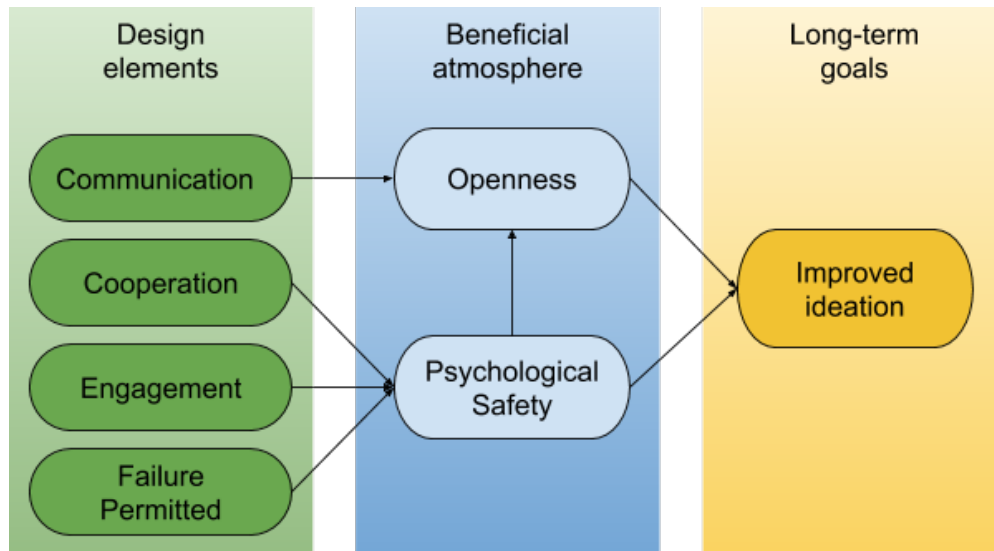 Design
elements
Beneficial
atmosphere
Long-term
goals
Communication
Openness
Cooperation
Improved
ideation
Engagement
Psychological
Safety
Failure
Permitted